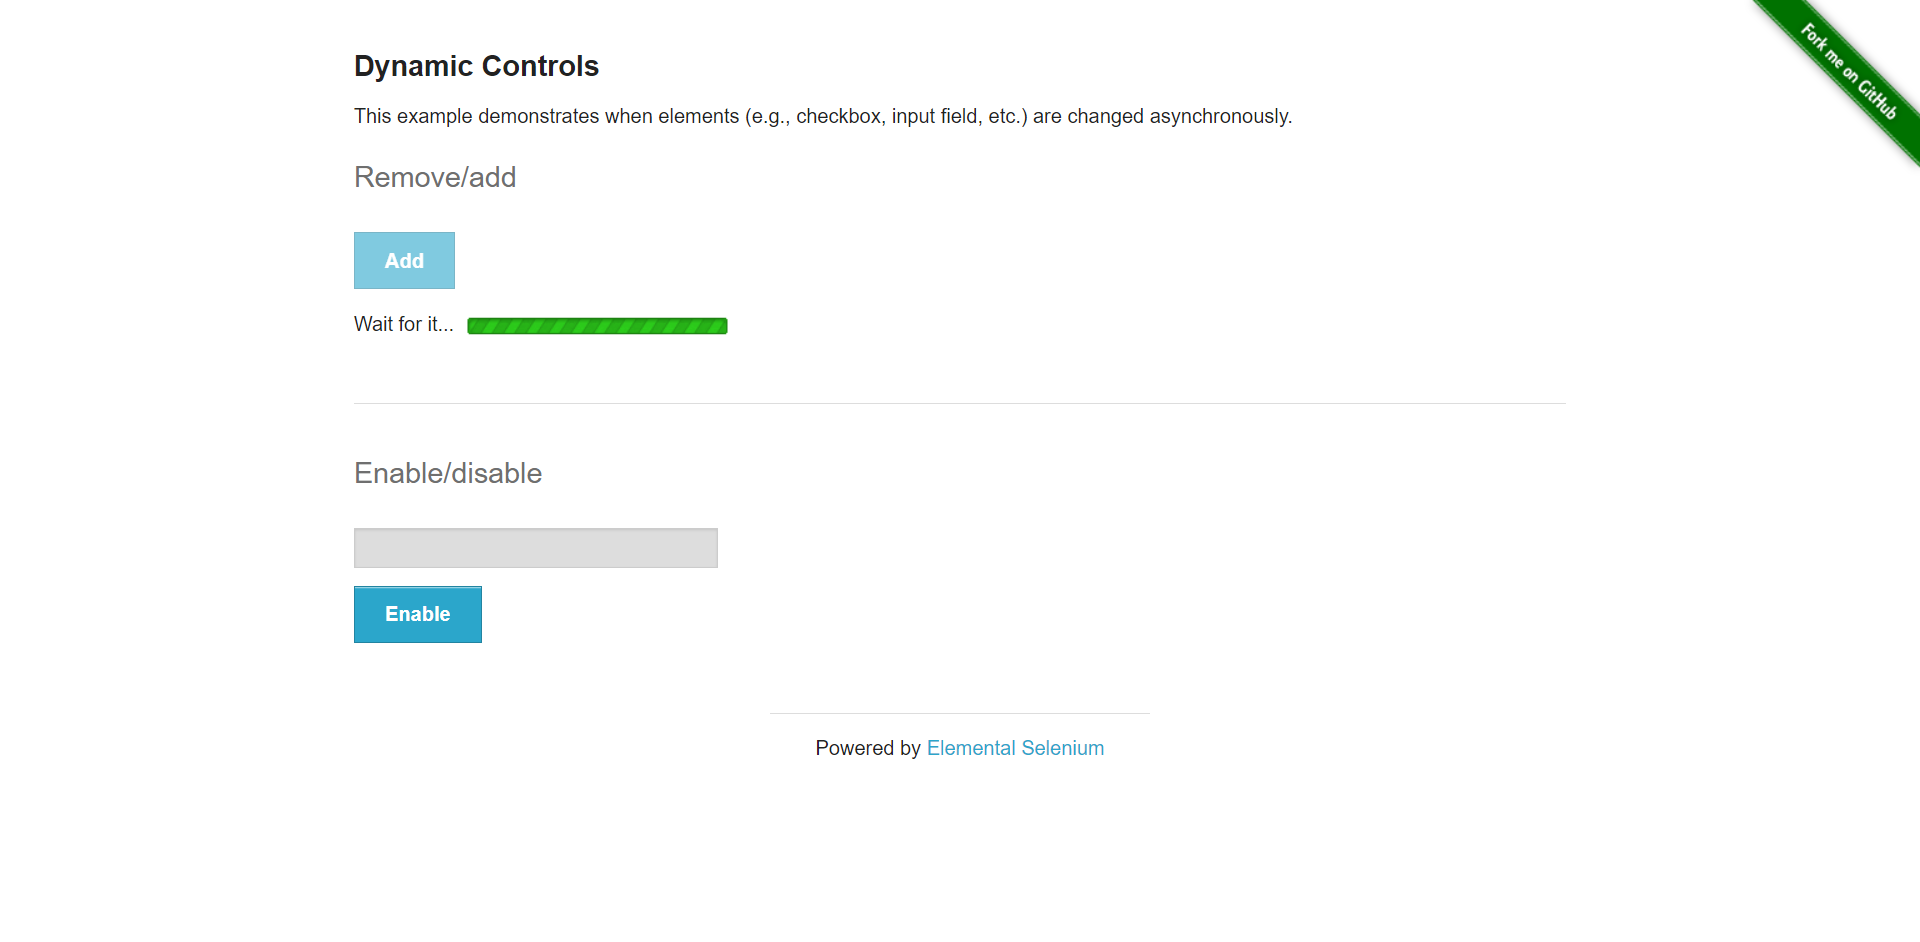 Fork me on GitHub
Dynamic Controls
This example demonstrates when elements (e.g., checkbox, input field, etc.) are changed asynchronously.
Remove/add
Add
Wait for it...
Enable/disable
Enable
Powered by Elemental Selenium